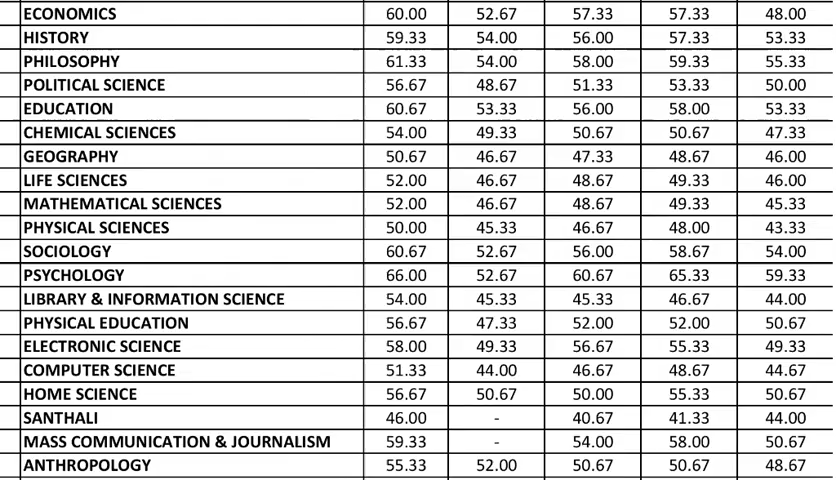 ECONOMICS 60.00 52.67 57.33 57.33 48.00
HISTORY 59.33 54.00 56.00 57.33 53.33
PHILOSOPHY 61.33 54.00 58.00 59.33 55.33
POLITICAL SCIENCE 56.67 48.67 51.33 53.33 50.00
EDUCATION 60.67 53.33 56.00 58.00 53.33
CHEMICAL SCIENCES 54.00 49.33 50.67 50.67 47.33
GEOGRAPHY 50.67 46.67 47.33 48.67 46.00
LIFE SCIENCES 52.00 46.67 48.67 49.33 46.00
MATHEMATICAL SCIENCES 52.00 46.67 48.67 49.33 45.33
PHYSICAL SCIENCES 50.00 45.33 46.67 48.00 43.33
SOCIOLOGY 60.67 52.67 56.00 58.67 54.00
PSYCHOLOGY 66.00 52.67 60.67 65.33 59.33
LIBRARY & INFORMATION SCIENCE 54.00 45.33 45.33 46.67 44.00
PHYSICAL EDUCATION 56.67 47.33 52.00 52.00 50.67
ELECTRONIC SCIENCE 58.00 49.33 56.67 55.33 49.33
COMPUTER SCIENCE 51.33 44.00 46.67 48.67 44.67
HOME SCIENCE 56.67 50.67 50.00 55.33 50.67
SANTHALI 46.00 - 40.67 41.33 44.00
MASS COMMUNICATION & JOURNALISM 59.33 - 54.00 58.00 50.67
ANTHROPOLOGY 55.33 52.00 50.67 50.67 48.67